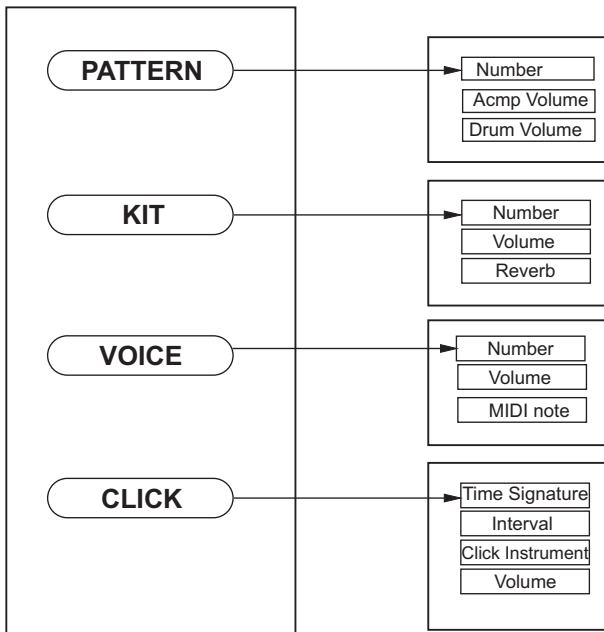 PATTERN
Number
Acmp Volume
Drum Volume
KIT
Number
Volume
Reverb
VOICE
Number
Volume
MIDI note
CLICK
Time Signature
Interval
Click Instrument
Volume